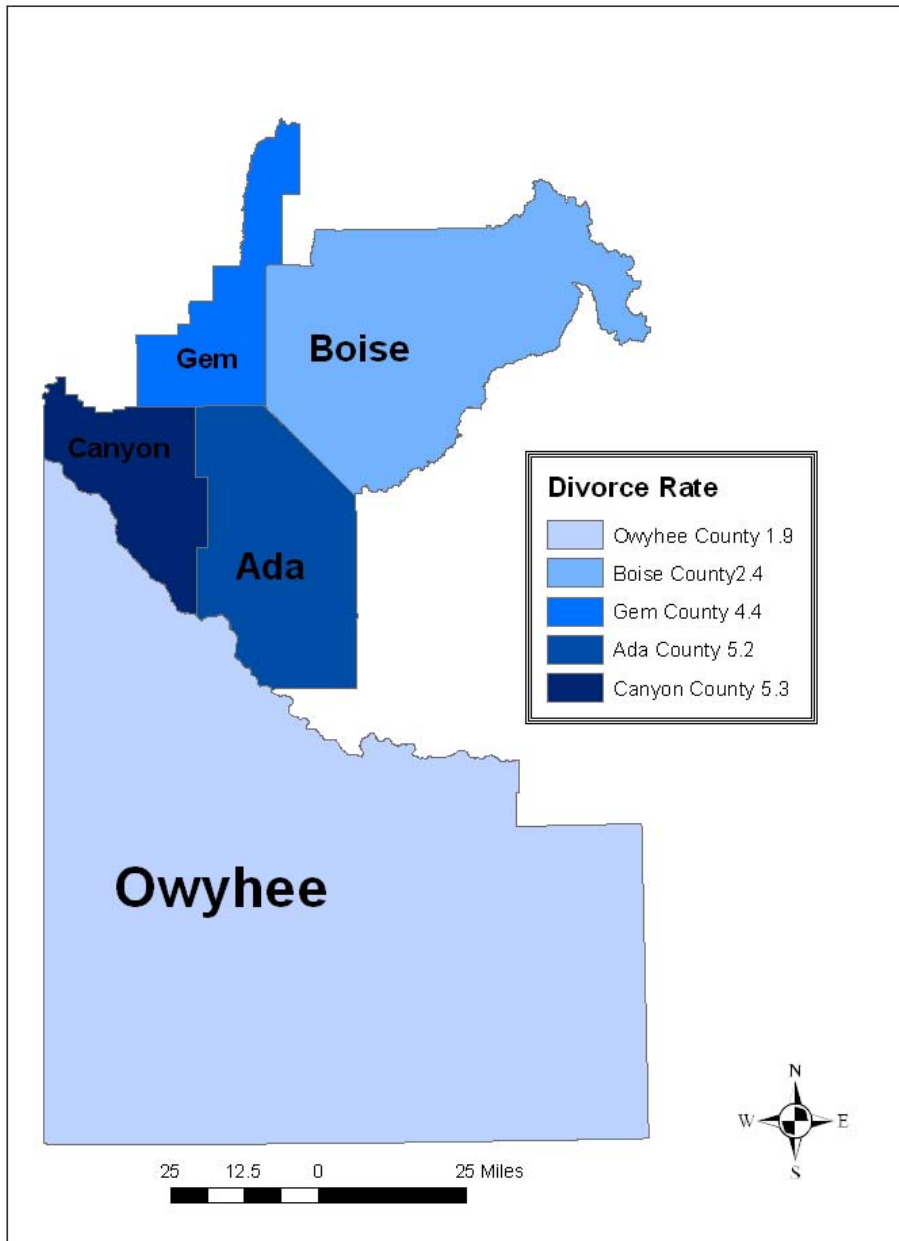 Gem
Boise
Canyon
Ada
Divorce Rate
Owyhee County 1.9
Boise County2.4
Gem County 4.4
Ada County 5.2
Canyon County 5.3
Owyhee
N
W E
S
25 12.5 0 25 Miles